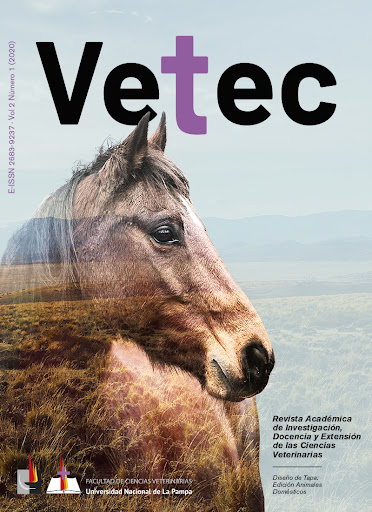 E-ISSN 2683-9237 - Vol 2 Número 1 (2020)
Vetec
Revista Académica
de Investigación,
Docencia y Extensión
de las Ciencias
Veterinarias
Diseño de Tapa:
Edición Animales
Domésticos
FACULTAD DE CIENCIAS VETERINARIAS
Universidad Nacional de La Pampa